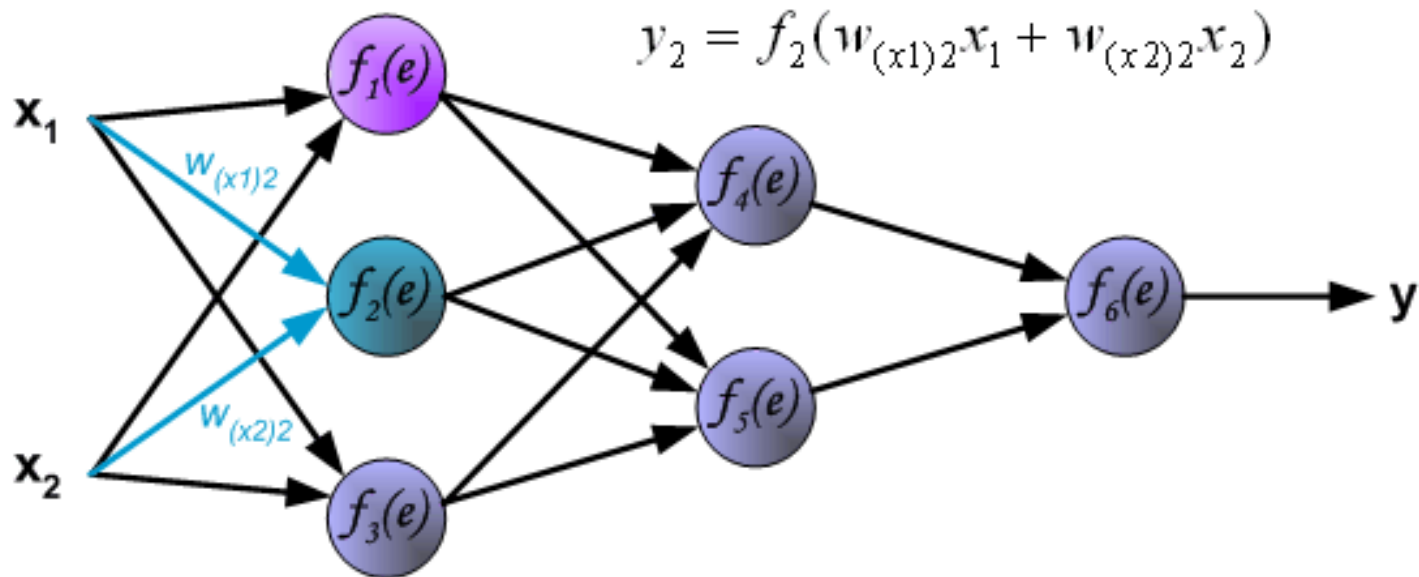 y₂ = f₂(w₍ₓ₁₎₂x₁ + w₍ₓ₂₎₂x₂)
f₁(e)
x₁
w₍ₓ₁₎₂
f₄(e)
f₂(e)
f₆(e)
y
w₍ₓ₂₎₂
f₅(e)
x₂
f₃(e)